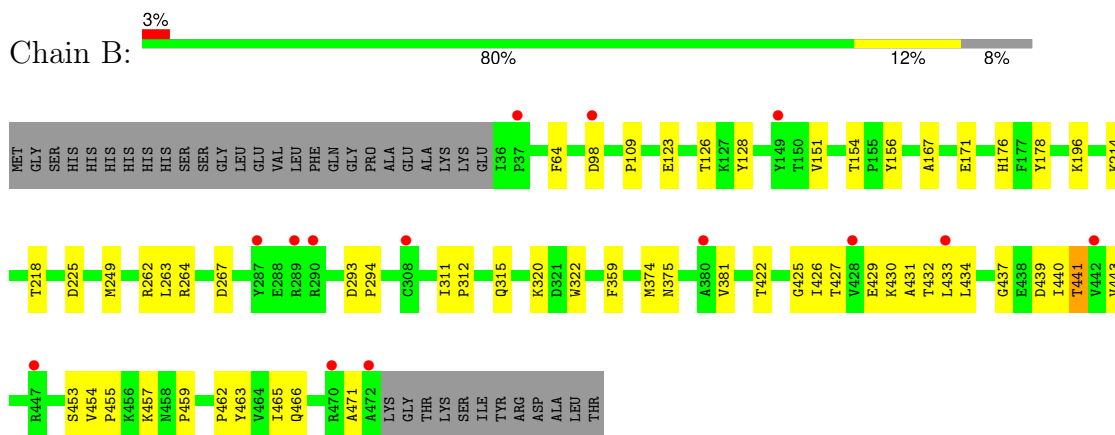 3%
Chain B:
80% 12% 8%
MET GLY SER HIS HIS HIS HIS HIS HIS SER SER GLY LEU GLU VAL LEU PHE GLN GLY PRO ALA GLU ALA LYS LYS GLU I36 P37 F64 D98 P109 E123 T126 K127 Y128 Y149 T150 V151 T154 P155 Y156 A167 E171 H176 F177 Y178 K196
T218 D225 M249 R262 L263 R264 D267 Y287 E288 R289 R290 D293 P294 C308 I311 P312 Q315 K320 D321 W322 F359 M374 N375 A380 V381 T422 G425 I426 T427 V428 E429 K430 A431 T432 L433 L434 G437 E438 D439 I440 T441 V442
R447 S453 V454 P455 K456 K457 N458 P459 P462 Y463 V464 I465 Q466 R470 A471 A472 LYS GLY THR LYS SER ILE TYR ARG ASP ALA LEU THR